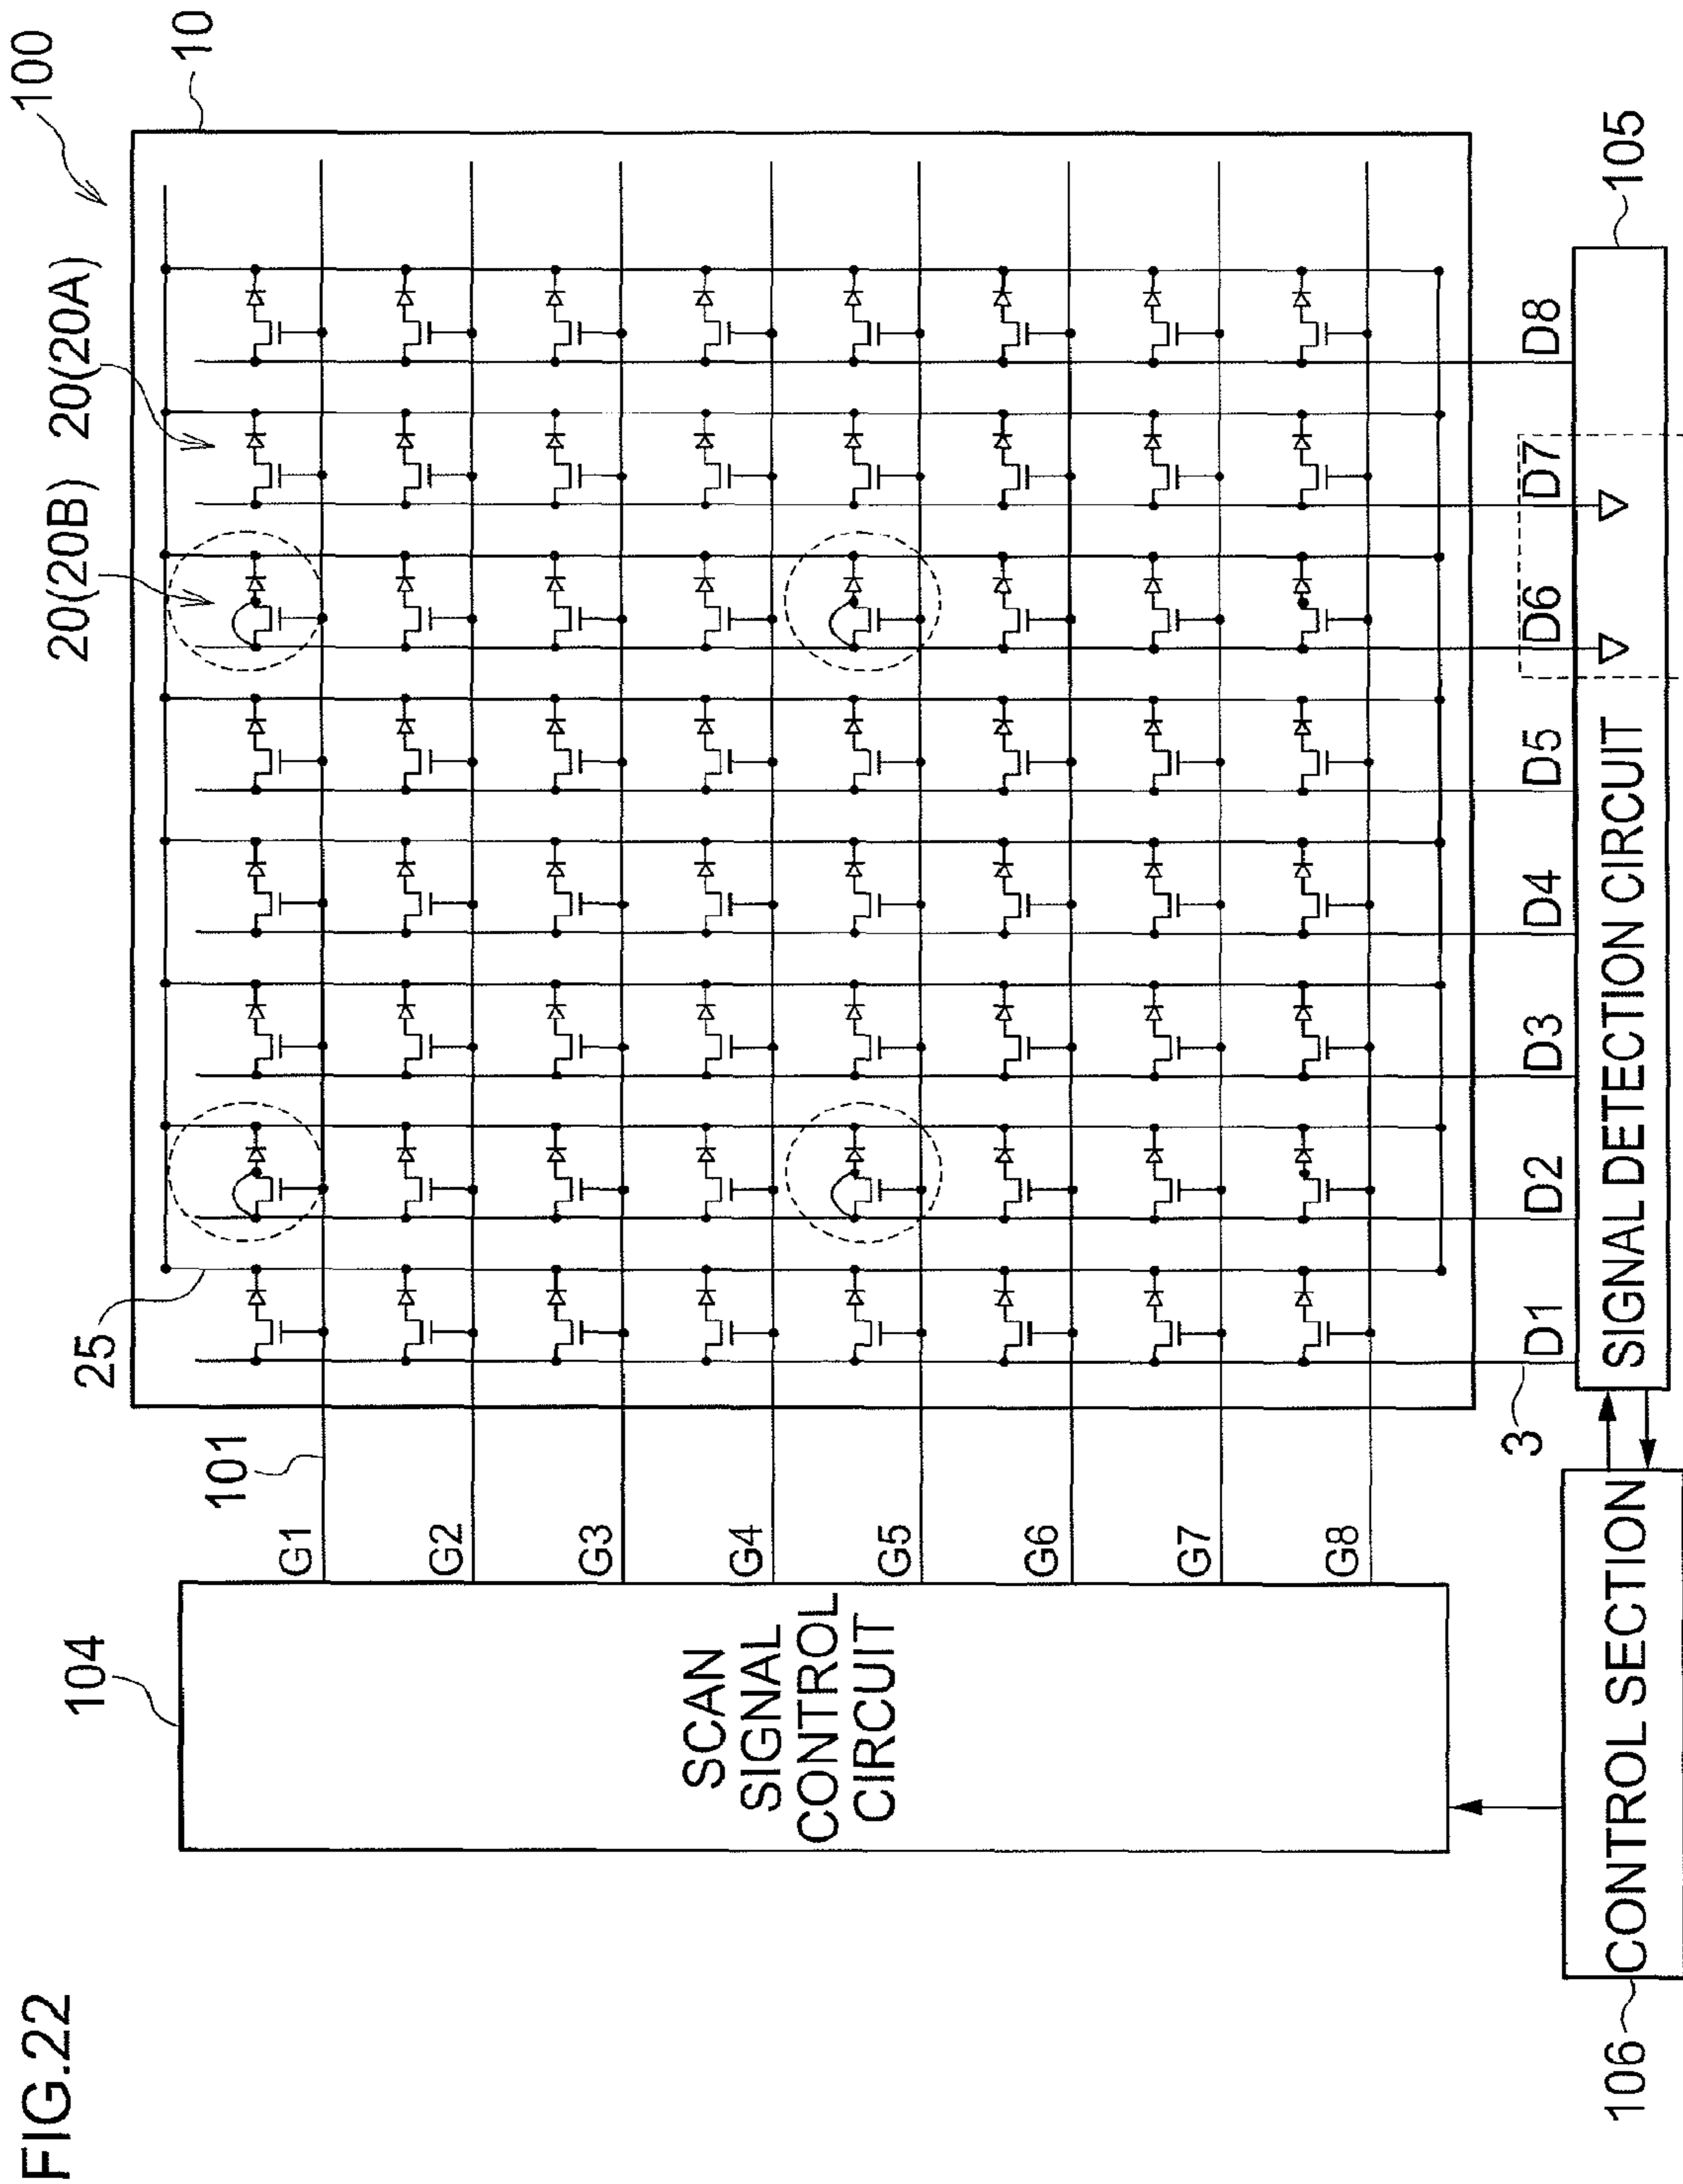 FIG.22
100
10
20(20A)
20(20B)
25
101
104
G1
G2
G3
G4
G5
G6
G7
G8
SCAN
SIGNAL
CONTROL
CIRCUIT
3
D1
D2
D3
D4
D5
D6
D7
D8
105
SIGNAL DETECTION CIRCUIT
106
CONTROL SECTION